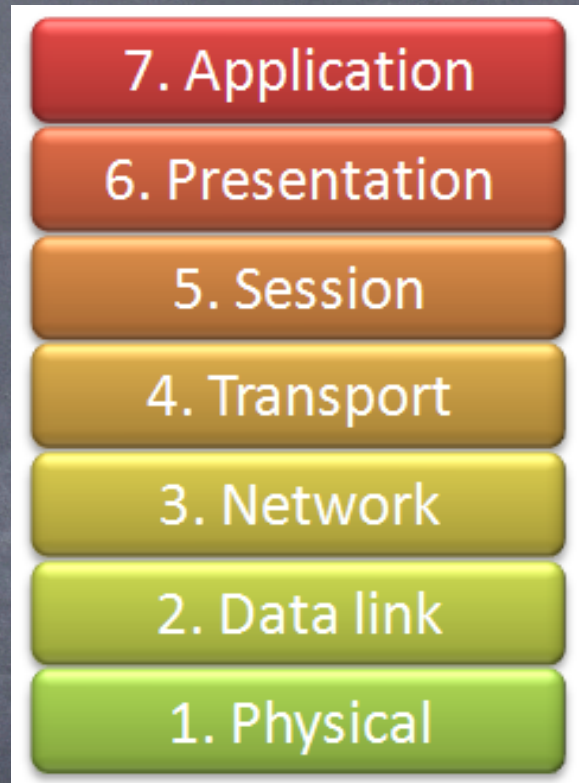 7. Application
6. Presentation
5. Session
4. Transport
3. Network
2. Data link
1. Physical